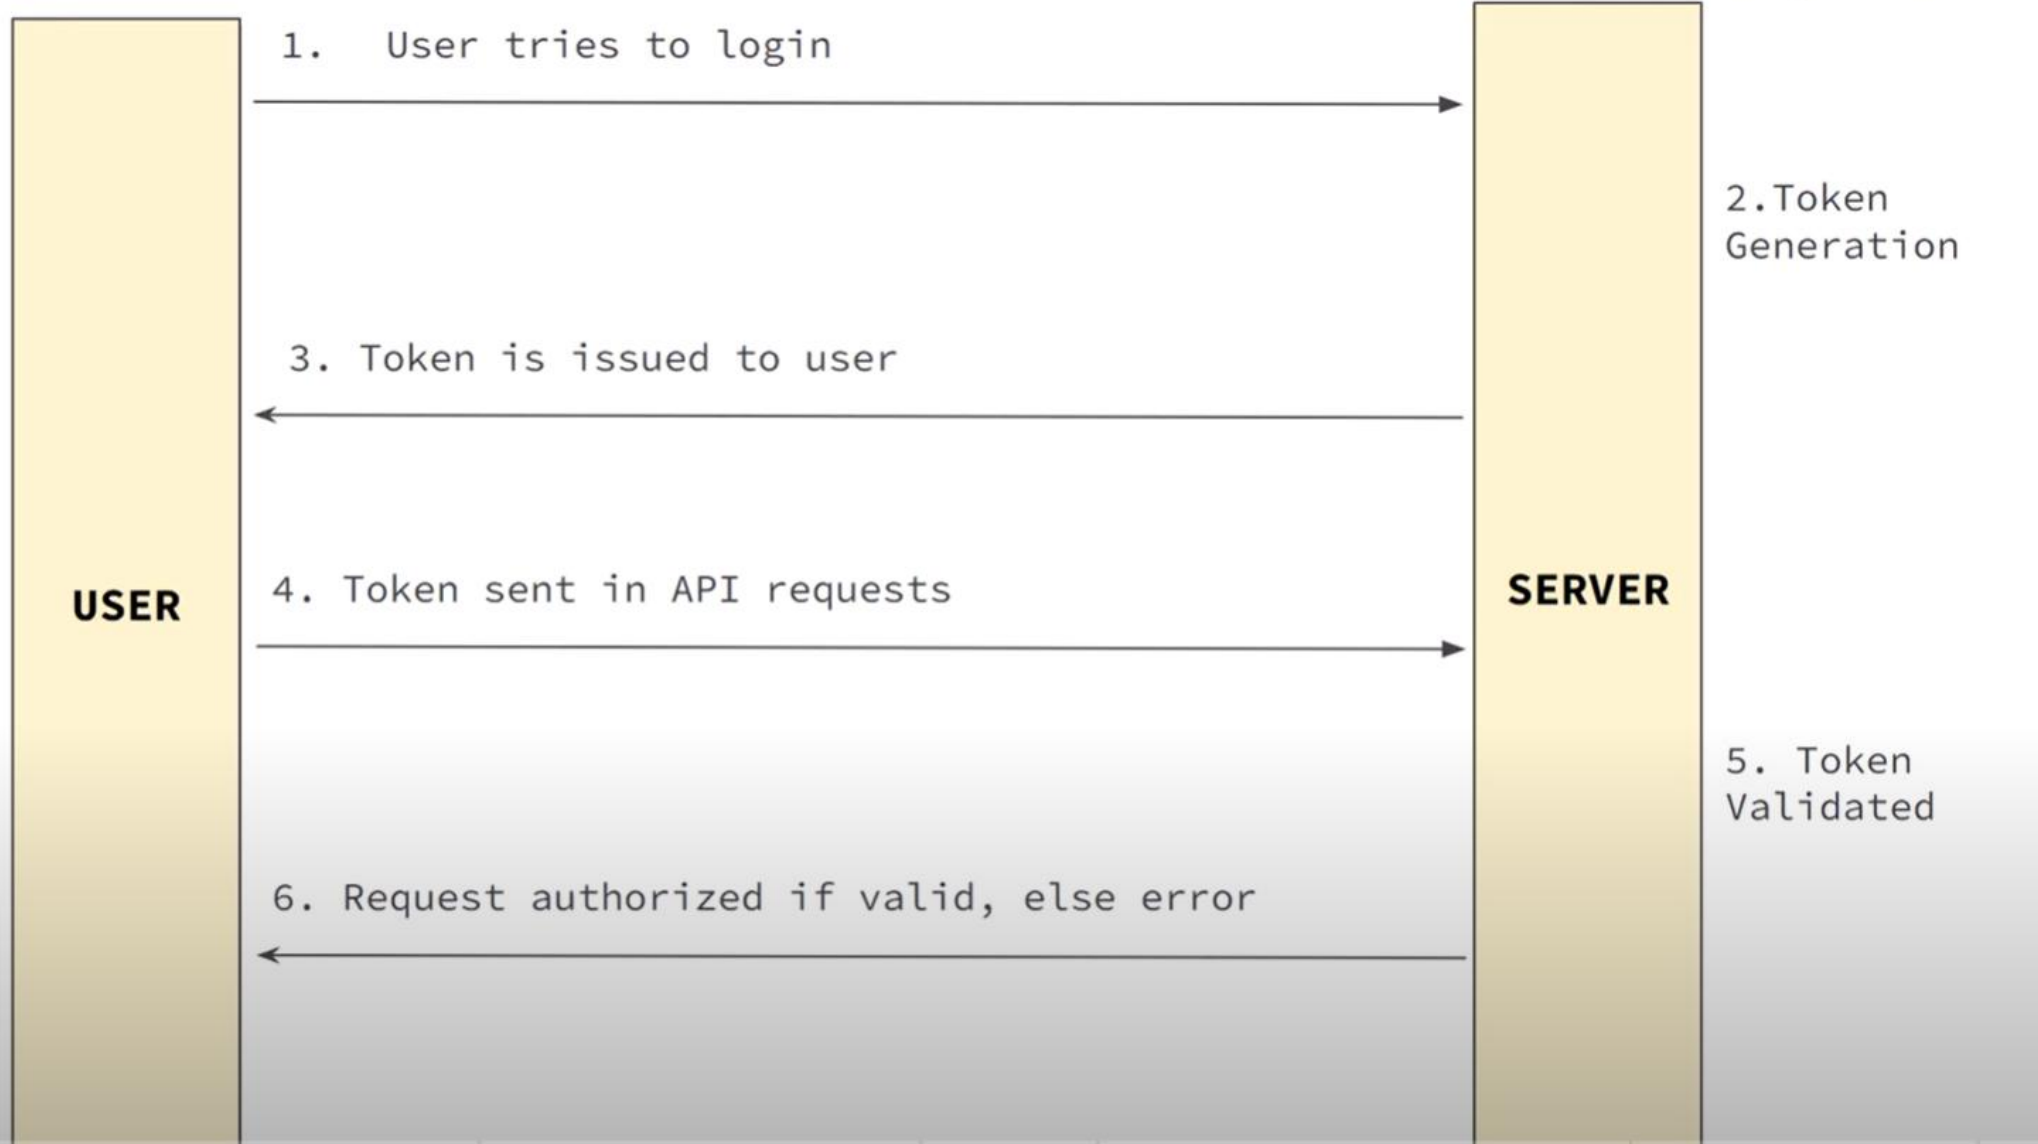 1. User tries to login
2.Token
Generation
3. Token is issued to user
4. Token sent in API requests
USER
SERVER
5. Token
Validated
6. Request authorized if valid, else error